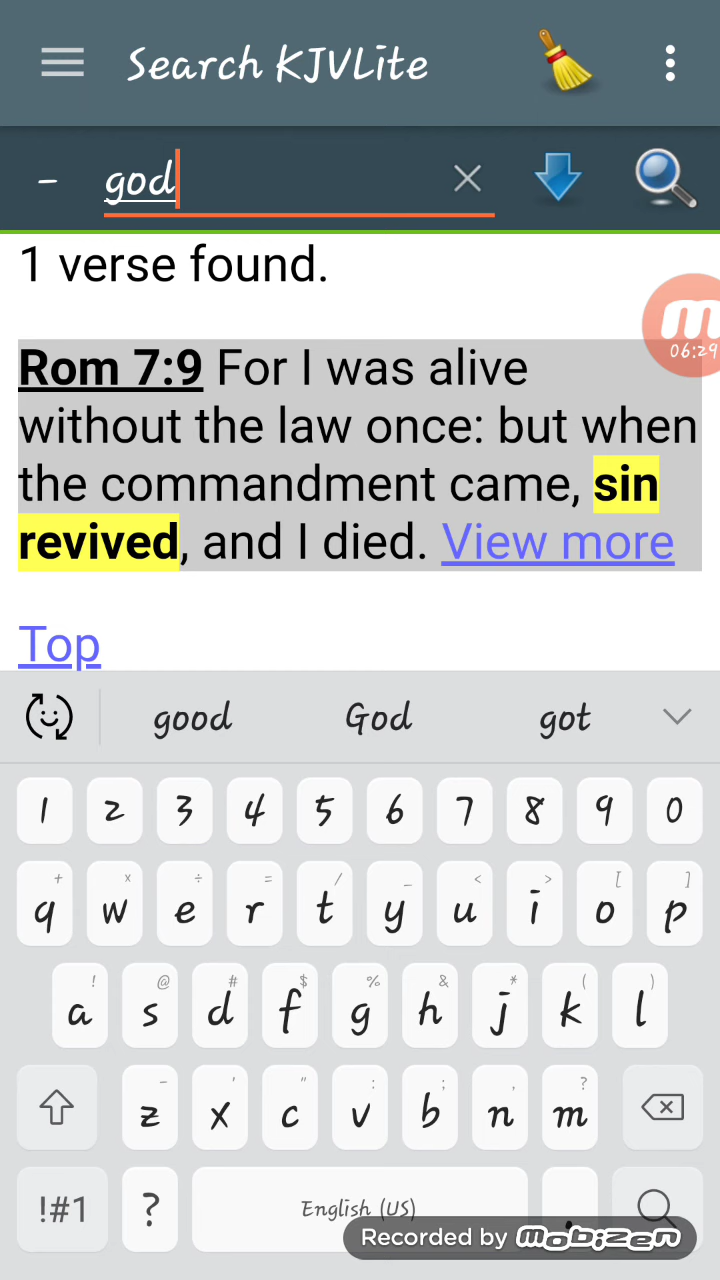 Search KJVLite
- god
1 verse found.
06:29
Rom 7:9 For I was alive
without the law once: but when
the commandment came, sin
revived, and I died. View more
Top
good God got
1 2 3 4 5 6 7 8 9 0
+ × ÷ = / _ < > [ ]
q w e r t y u i o p
! @ # $ % & * ( )
a s d f g h j k l
- ' " : ; , ?
z x c v b n m
!#1 ? English (US) .
Recorded by mobizen